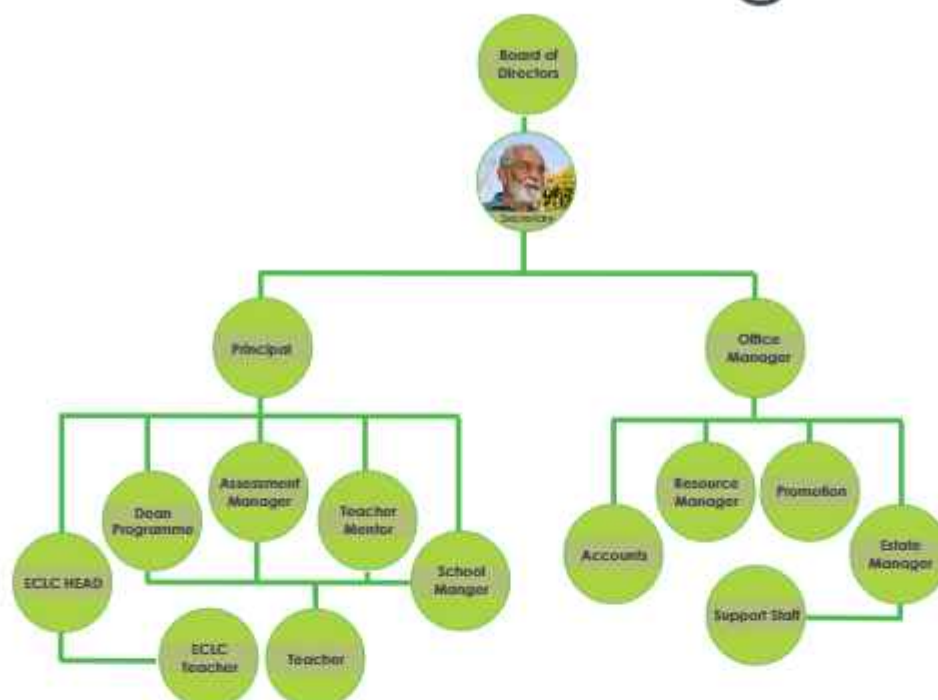 Board of
Directors
Secretary
Principal
Office
Manager
Assessment
Manager
Dean
Programme
Teacher
Mentor
ECLC HEAD
School
Manger
ECLC
Teacher
Teacher
Resource
Manager
Promotion
Accounts
Estate
Manager
Support Staff